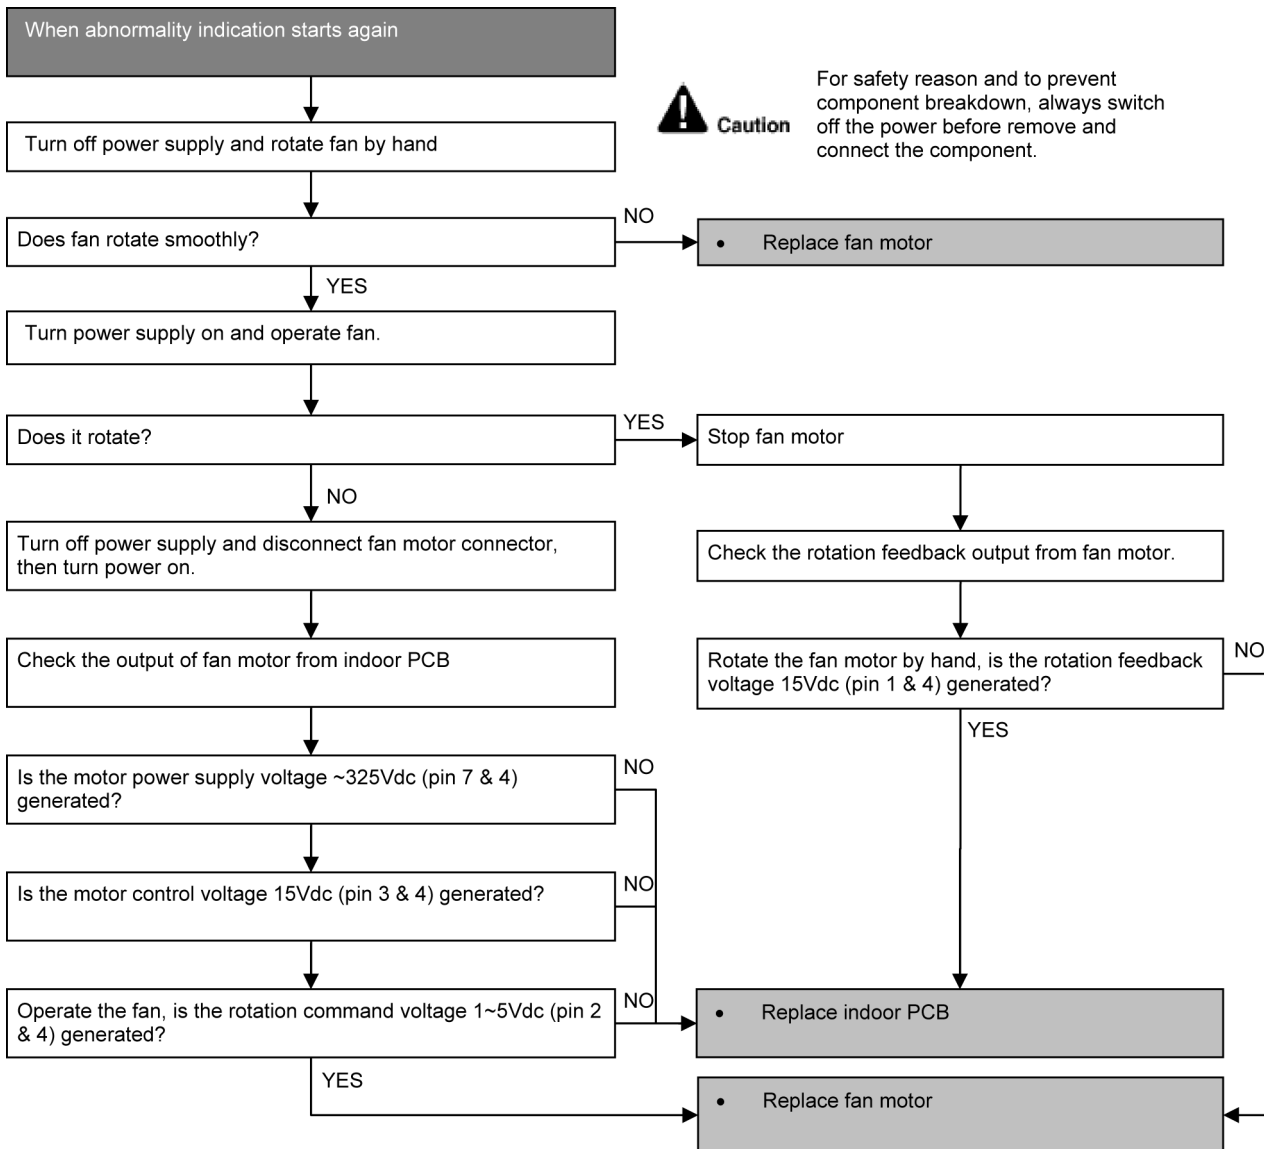 When abnormality indication starts again
For safety reason and to prevent
component breakdown, always switch
off the power before remove and
connect the component.
Caution
Turn off power supply and rotate fan by hand
Does fan rotate smoothly?
NO
• Replace fan motor
YES
Turn power supply on and operate fan.
Does it rotate?
YES
Stop fan motor
NO
Turn off power supply and disconnect fan motor connector,
then turn power on.
Check the rotation feedback output from fan motor.
Check the output of fan motor from indoor PCB
Rotate the fan motor by hand, is the rotation feedback
voltage 15Vdc (pin 1 & 4) generated?
NO
YES
Is the motor power supply voltage ~325Vdc (pin 7 & 4)
generated?
NO
Is the motor control voltage 15Vdc (pin 3 & 4) generated?
NO
Operate the fan, is the rotation command voltage 1~5Vdc (pin 2
& 4) generated?
NO
• Replace indoor PCB
YES
• Replace fan motor